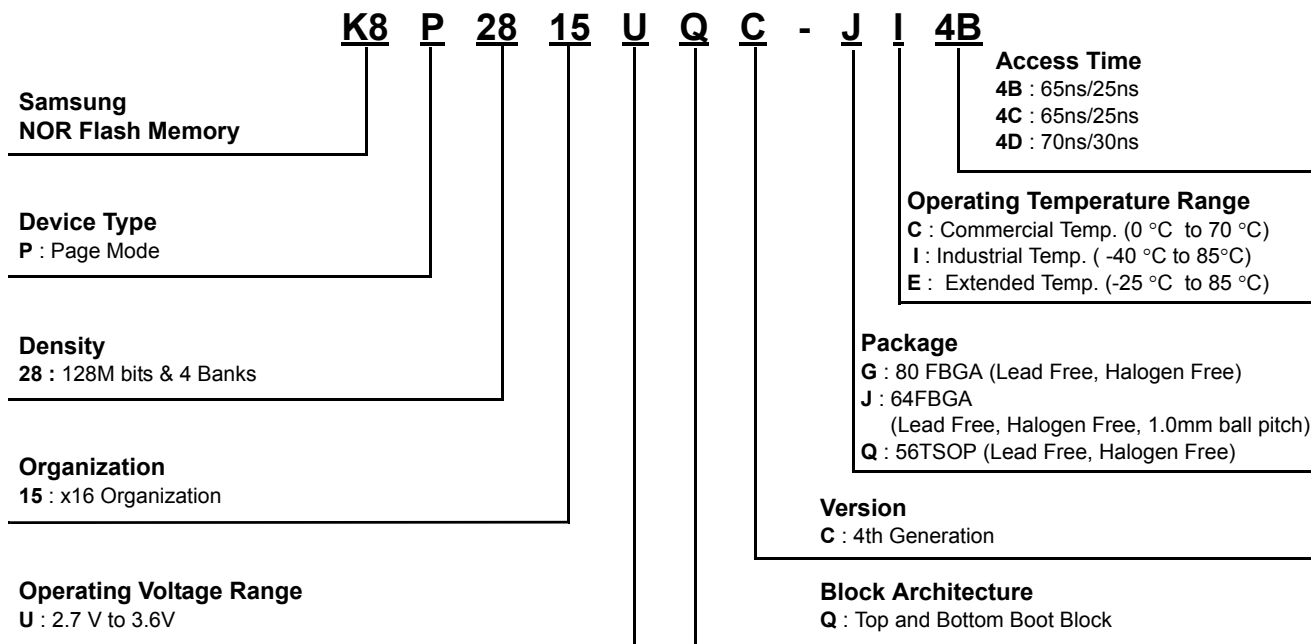 K8 P 28 15 U Q C - J I 4B
Access Time
4B : 65ns/25ns
4C : 65ns/25ns
4D : 70ns/30ns
Samsung
NOR Flash Memory
Operating Temperature Range
C : Commercial Temp. (0 °C to 70 °C)
I : Industrial Temp. ( -40 °C to 85°C)
E : Extended Temp. (-25 °C to 85 °C)
Device Type
P : Page Mode
Density
28 : 128M bits & 4 Banks
Package
G : 80 FBGA (Lead Free, Halogen Free)
J : 64FBGA
(Lead Free, Halogen Free, 1.0mm ball pitch)
Q : 56TSOP (Lead Free, Halogen Free)
Organization
15 : x16 Organization
Version
C : 4th Generation
Operating Voltage Range
U : 2.7 V to 3.6V
Block Architecture
Q : Top and Bottom Boot Block